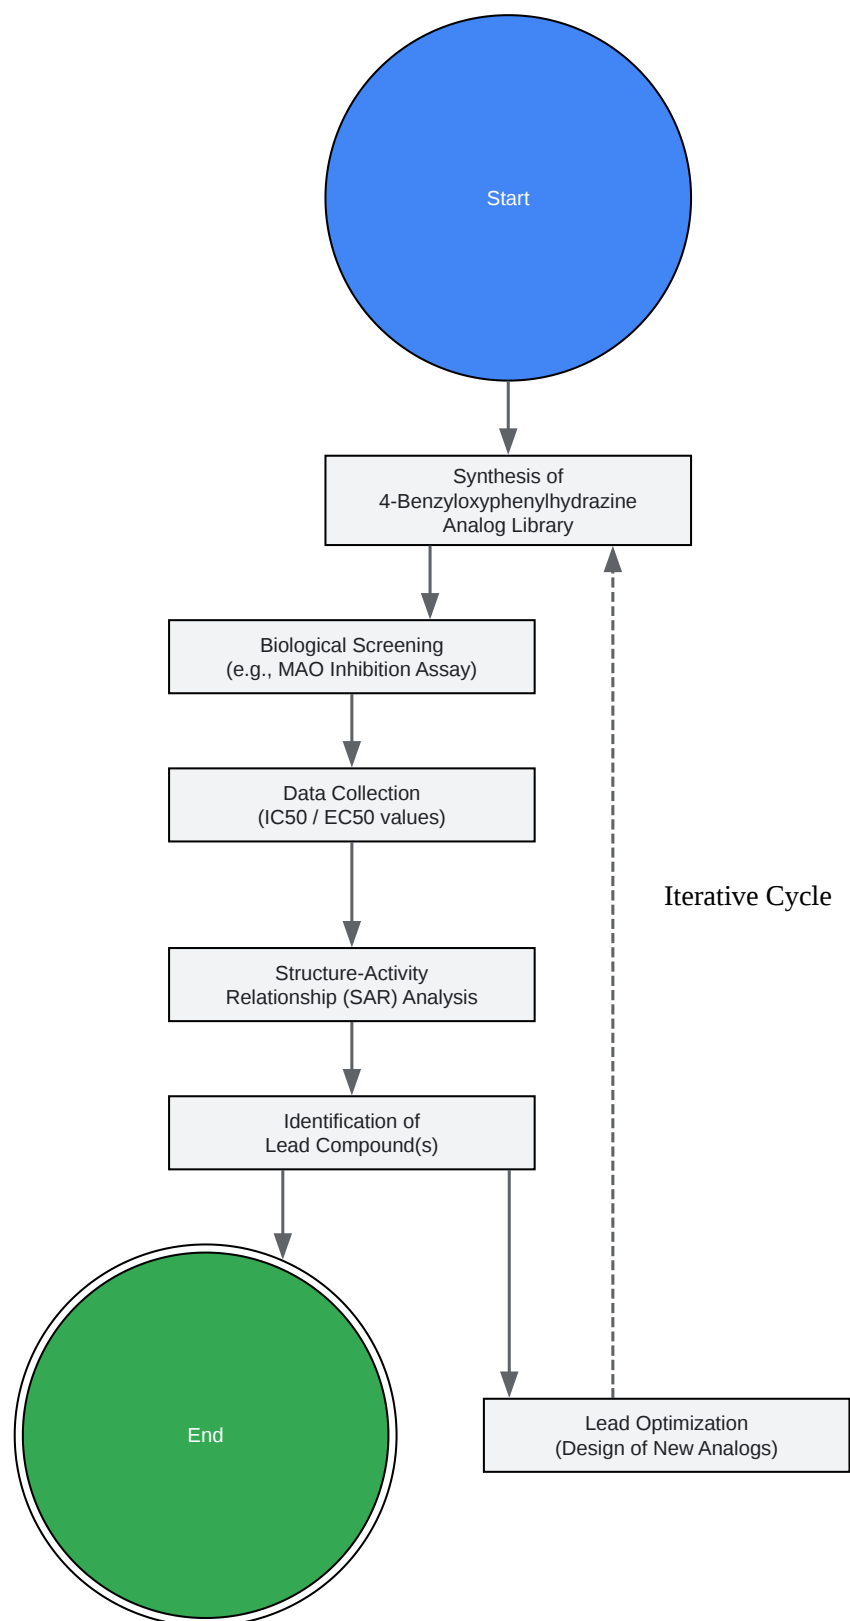 Start
Synthesis of
4-Benzyloxyphenylhydrazine
Analog Library
Biological Screening
(e.g., MAO Inhibition Assay)
Data Collection
(IC50 / EC50 values)
Iterative Cycle
Structure-Activity
Relationship (SAR) Analysis
Identification of
Lead Compound(s)
End
Lead Optimization
(Design of New Analogs)